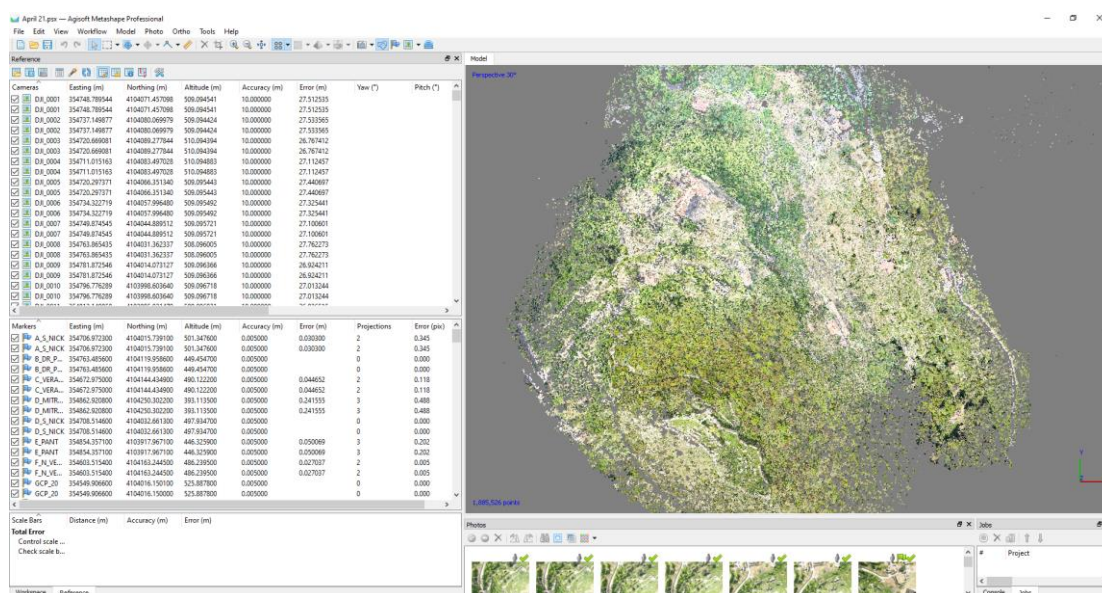 April 21.psx — Agisoft Metashape Professional
File Edit View Workflow Model Photo Ortho Tools Help
Reference
Model
Cameras Easting (m) Northing (m) Altitude (m) Accuracy (m) Error (m) Yaw (°) Pitch (°)
Perspective 30°
DJI_0001 354748.789544 4104071.457098 509.094541 10.000000 27.512535
DJI_0001 354748.789544 4104071.457098 509.094541 10.000000 27.512535
DJI_0002 354737.149877 4104080.069979 509.094424 10.000000 27.533565
DJI_0002 354737.149877 4104080.069979 509.094424 10.000000 27.533565
DJI_0003 354720.669081 4104089.277844 510.094394 10.000000 26.767412
DJI_0003 354720.669081 4104089.277844 510.094394 10.000000 26.767412
DJI_0004 354711.015163 4104083.497028 510.094883 10.000000 27.112457
DJI_0004 354711.015163 4104083.497028 510.094883 10.000000 27.112457
DJI_0005 354720.297371 4104066.351340 509.095443 10.000000 27.440697
DJI_0005 354720.297371 4104066.351340 509.095443 10.000000 27.440697
DJI_0006 354734.322719 4104057.996480 509.095492 10.000000 27.325441
DJI_0006 354734.322719 4104057.996480 509.095492 10.000000 27.325441
DJI_0007 354749.874545 4104044.889512 509.095721 10.000000 27.100601
DJI_0007 354749.874545 4104044.889512 509.095721 10.000000 27.100601
DJI_0008 354763.865435 4104031.362337 508.096005 10.000000 27.762273
DJI_0008 354763.865435 4104031.362337 508.096005 10.000000 27.762273
DJI_0009 354781.872546 4104014.073127 509.096366 10.000000 26.924211
DJI_0009 354781.872546 4104014.073127 509.096366 10.000000 26.924211
DJI_0010 354796.776289 4103998.603640 509.096718 10.000000 27.013244
DJI_0010 354796.776289 4103998.603640 509.096718 10.000000 27.013244
Markers Easting (m) Northing (m) Altitude (m) Accuracy (m) Error (m) Projections Error (pix)
A_S_NICK 354706.972300 4104015.739100 501.347600 0.005000 0.030300 2 0.345
A_S_NICK 354706.972300 4104015.739100 501.347600 0.005000 0.030300 2 0.345
B_DR_P... 354763.485600 4104119.958600 449.454700 0.005000 0 0.000
B_DR_P... 354763.485600 4104119.958600 449.454700 0.005000 0 0.000
C_VERA... 354672.975000 4104144.434900 490.122200 0.005000 0.044652 2 0.118
C_VERA... 354672.975000 4104144.434900 490.122200 0.005000 0.044652 2 0.118
D_MITR... 354862.920800 4104250.302200 393.113500 0.005000 0.241555 3 0.488
D_MITR... 354862.920800 4104250.302200 393.113500 0.005000 0.241555 3 0.488
D_S_NICK 354708.514600 4104032.661300 497.934700 0.005000 0 0.000
D_S_NICK 354708.514600 4104032.661300 497.934700 0.005000 0 0.000
E_PANT 354854.357100 4103917.967100 446.325900 0.005000 0.050069 3 0.202
E_PANT 354854.357100 4103917.967100 446.325900 0.005000 0.050069 3 0.202
F_N_VE... 354603.515400 4104163.244500 486.239500 0.005000 0.027037 2 0.005
F_N_VE... 354603.515400 4104163.244500 486.239500 0.005000 0.027037 2 0.005
GCP_20 354549.906600 4104016.150100 525.887800 0.005000 0 0.000
GCP_20 354549.906600 4104016.150000 525.887800 0.005000 0 0.000
1,085,526 points
Scale Bars Distance (m) Accuracy (m) Error (m)
Total Error
Control scale ...
Check scale b...
Photos
Jobs
# Project
Workspace Reference
Console Jobs
Y